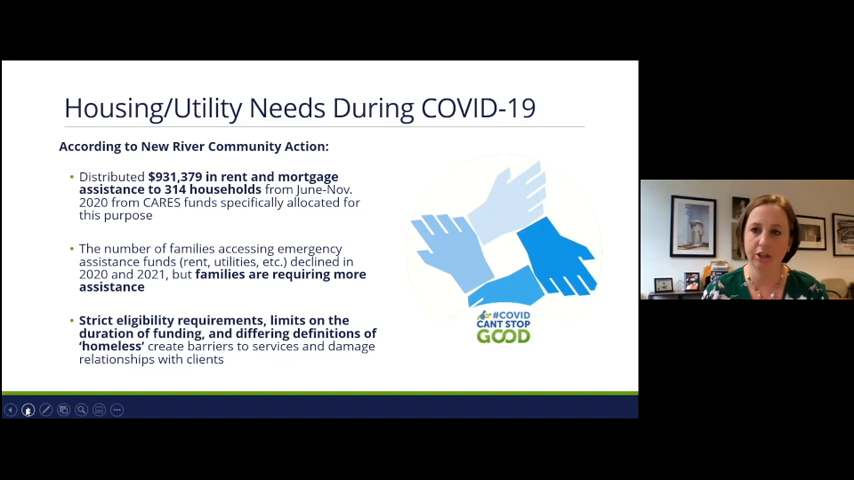 Housing/Utility Needs During COVID-19
According to New River Community Action:
• Distributed $931,379 in rent and mortgage
assistance to 314 households from June-Nov.
2020 from CARES funds specifically allocated for
this purpose
• The number of families accessing emergency
assistance funds (rent, utilities, etc.) declined in
2020 and 2021, but families are requiring more
assistance
• Strict eligibility requirements, limits on the
duration of funding, and differing definitions of
‘homeless’ create barriers to services and damage
relationships with clients
#COVID
CANT STOP
GOOD